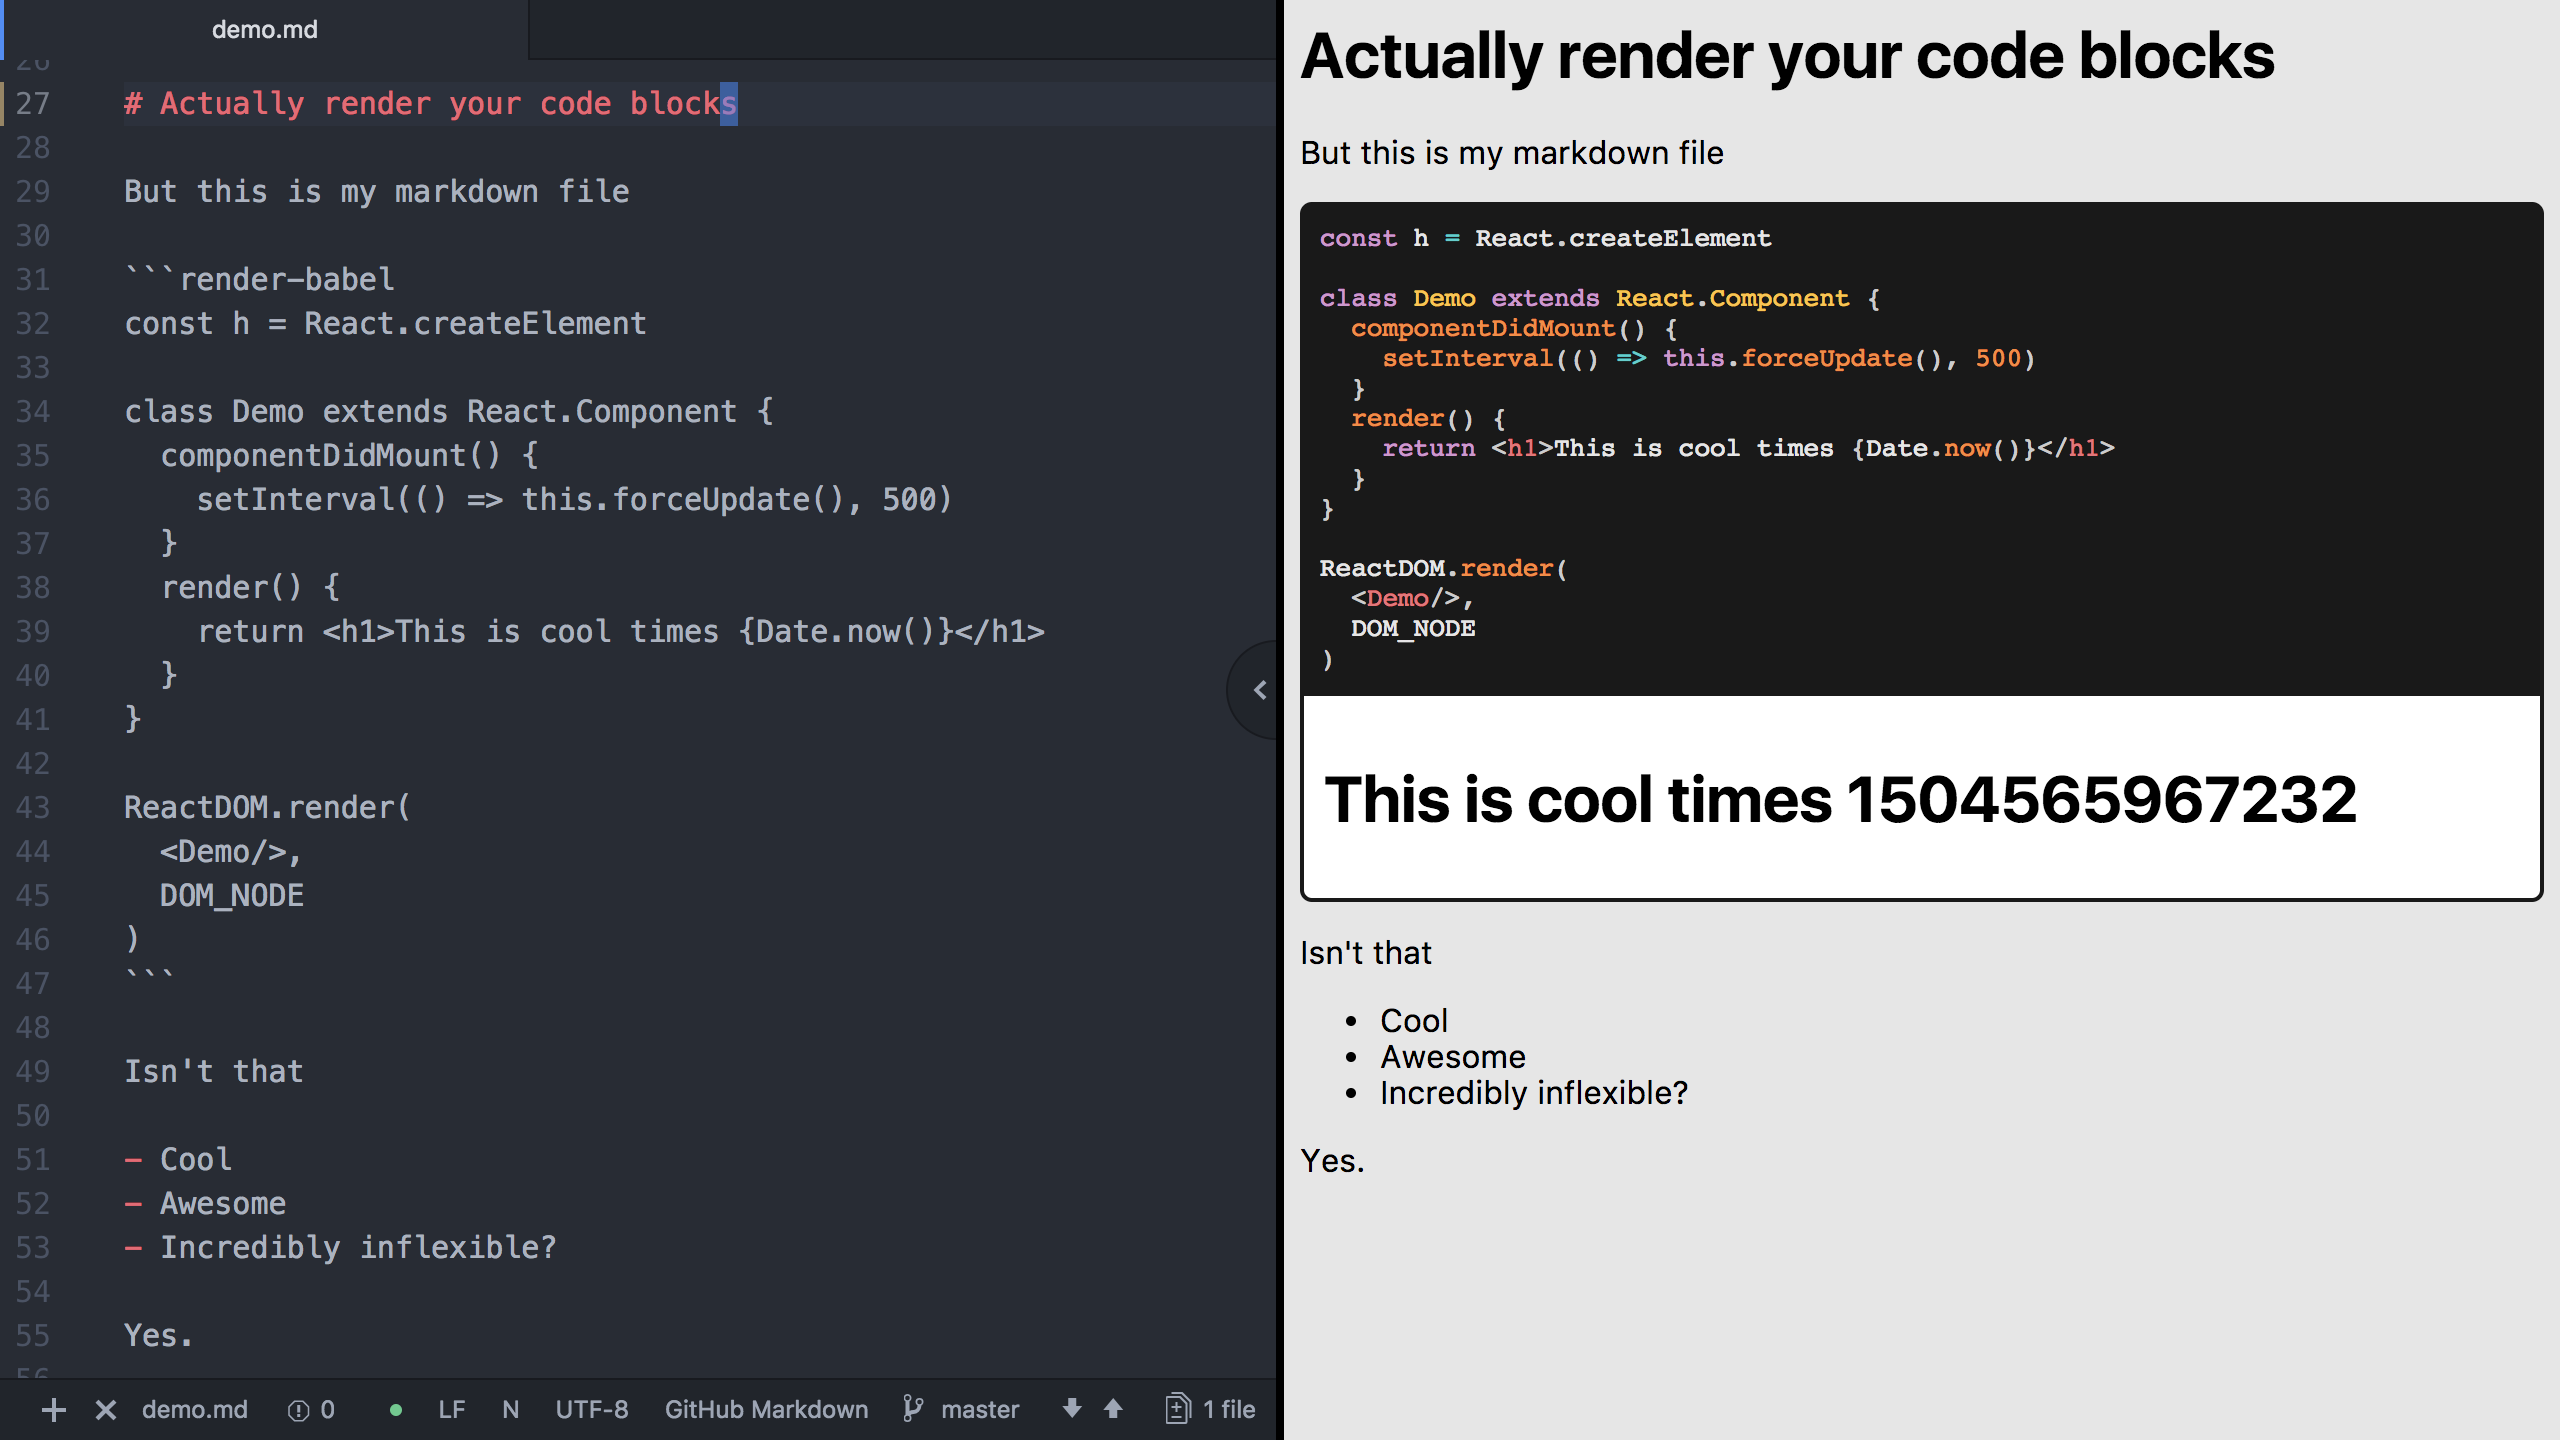 demo.md
26
27 # Actually render your code blocks
28
29 But this is my markdown file
30
31 ```render-babel
32 const h = React.createElement
33
34 class Demo extends React.Component {
35   componentDidMount() {
36     setInterval(() => this.forceUpdate(), 500)
37   }
38   render() {
39     return <h1>This is cool times {Date.now()}</h1>
40   }
41 }
42
43 ReactDOM.render(
44   <Demo/>,
45   DOM_NODE
46 )
47 ```
48
49 Isn't that
50
51 - Cool
52 - Awesome
53 - Incredibly inflexible?
54
55 Yes.
56
demo.md 0 LF N UTF-8 GitHub Markdown master 1 file
Actually render your code blocks
But this is my markdown file
const h = React.createElement
class Demo extends React.Component {
  componentDidMount() {
    setInterval(() => this.forceUpdate(), 500)
  }
  render() {
    return <h1>This is cool times {Date.now()}</h1>
  }
}
ReactDOM.render(
  <Demo/>,
  DOM_NODE
)
This is cool times 1504565967232
Isn't that
• Cool
• Awesome
• Incredibly inflexible?
Yes.